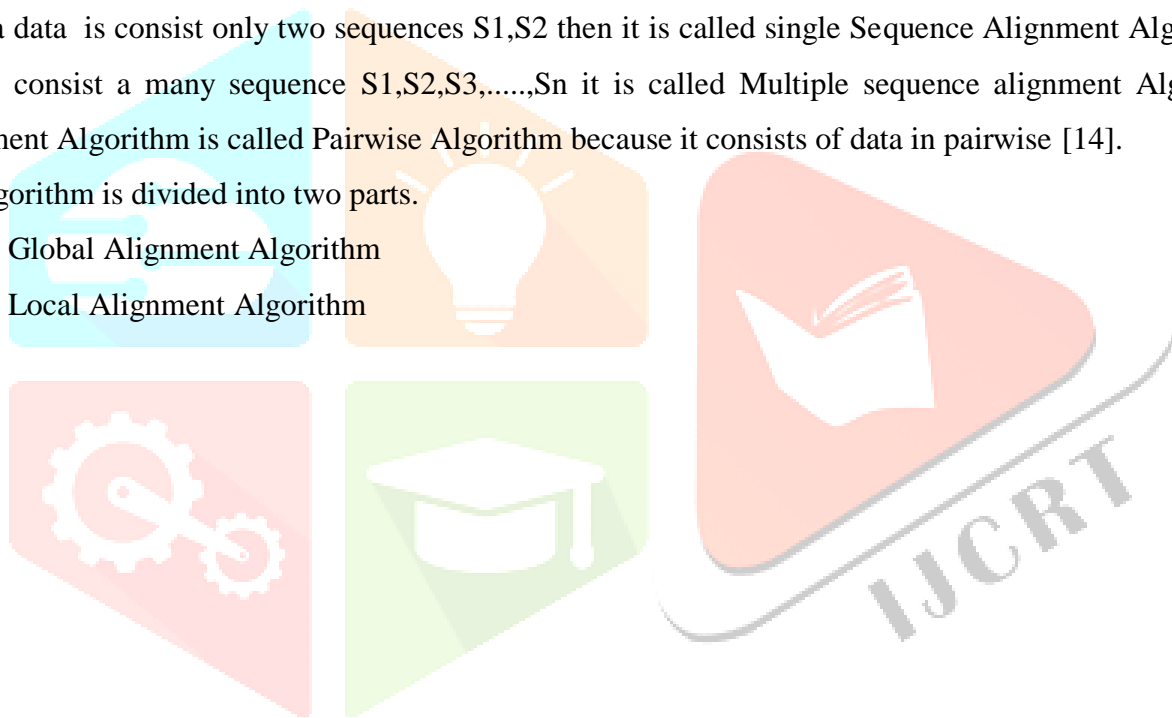 a data is consist only two sequences S1,S2 then it is called single Sequence Alignment Alg
consist a many sequence S1,S2,S3,.....,Sn it is called Multiple sequence alignment Alg
ment Algorithm is called Pairwise Algorithm because it consists of data in pairwise [14].
gorithm is divided into two parts.
Global Alignment Algorithm
Local Alignment Algorithm
IJCRT